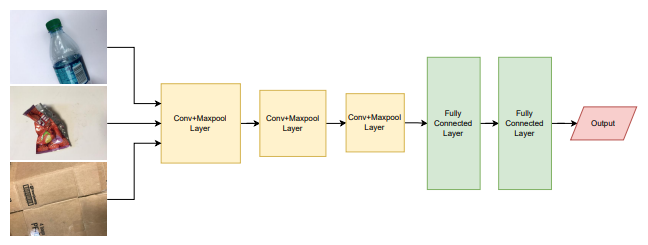 Conv+Maxpool
Layer
Conv+Maxpool
Layer
Conv+Maxpool
Layer
Fully
Connected
Layer
Fully
Connected
Layer
Output